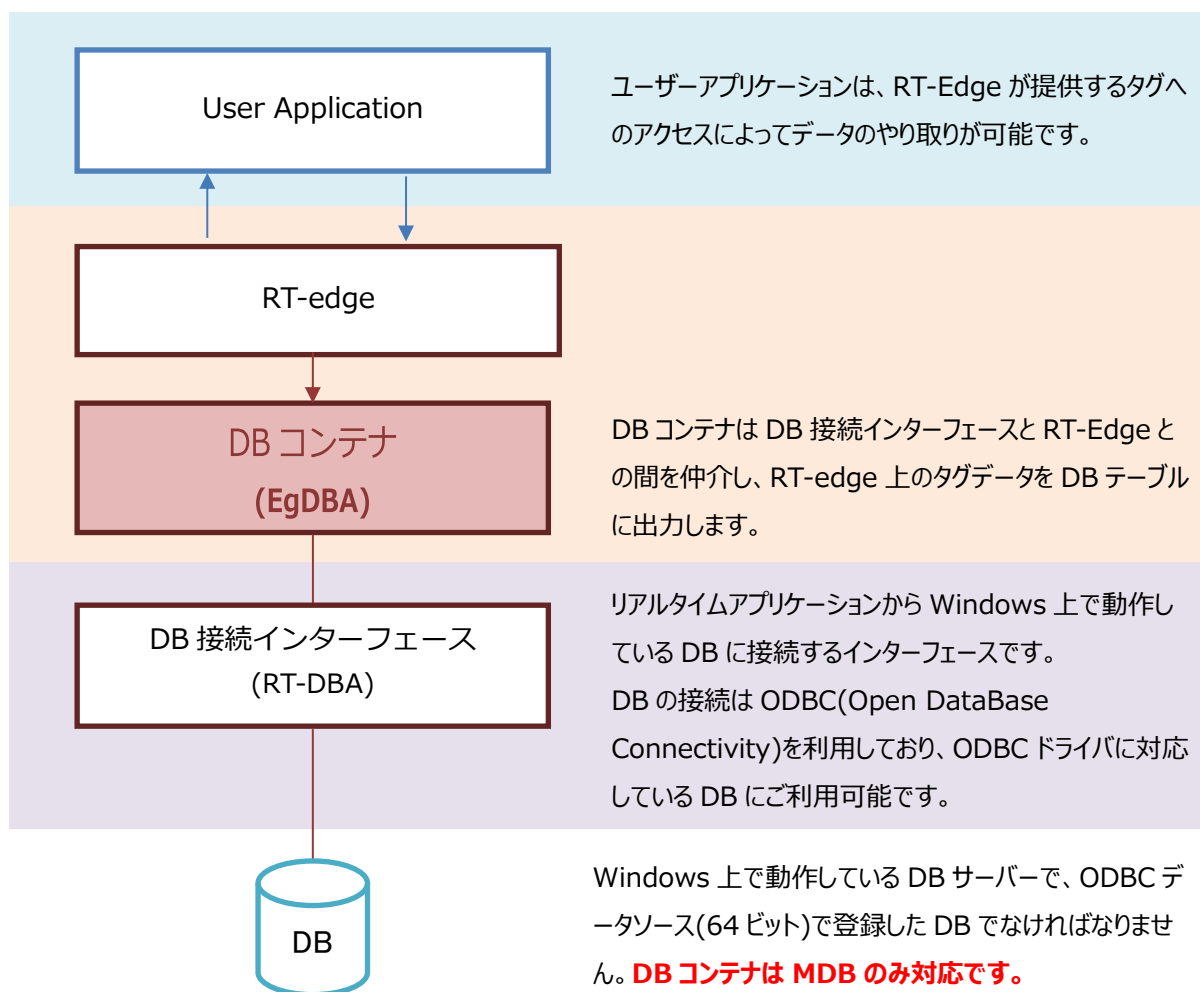 User Application
ユーザーアプリケーションは、RT-Edge が提供するタグへ
のアクセスによってデータのやり取りが可能です。
RT-edge
DB コンテナ
(EgDBA)
DB コンテナは DB 接続インターフェースと RT-Edge と
の間を仲介し、RT-edge 上のタグデータを DB テーブル
に出力します。
DB 接続インターフェース
(RT-DBA)
リアルタイムアプリケーションから Windows 上で動作し
ている DB に接続するインターフェースです。
DB の接続は ODBC(Open DataBase
Connectivity)を利用しており、ODBC ドライバに対応
している DB にご利用可能です。
DB
Windows 上で動作している DB サーバーで、ODBC デ
ータソース(64 ビット)で登録した DB でなければなりませ
ん。DB コンテナは MDB のみ対応です。